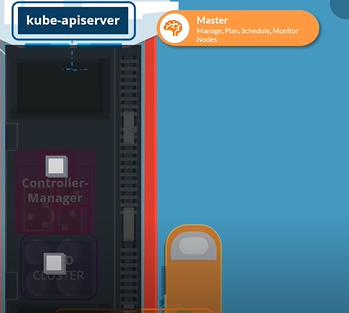 kube-apiserver
Master
Manage, Plan, Schedule, Monitor
Nodes
Controller-
Manager
CLUSTER